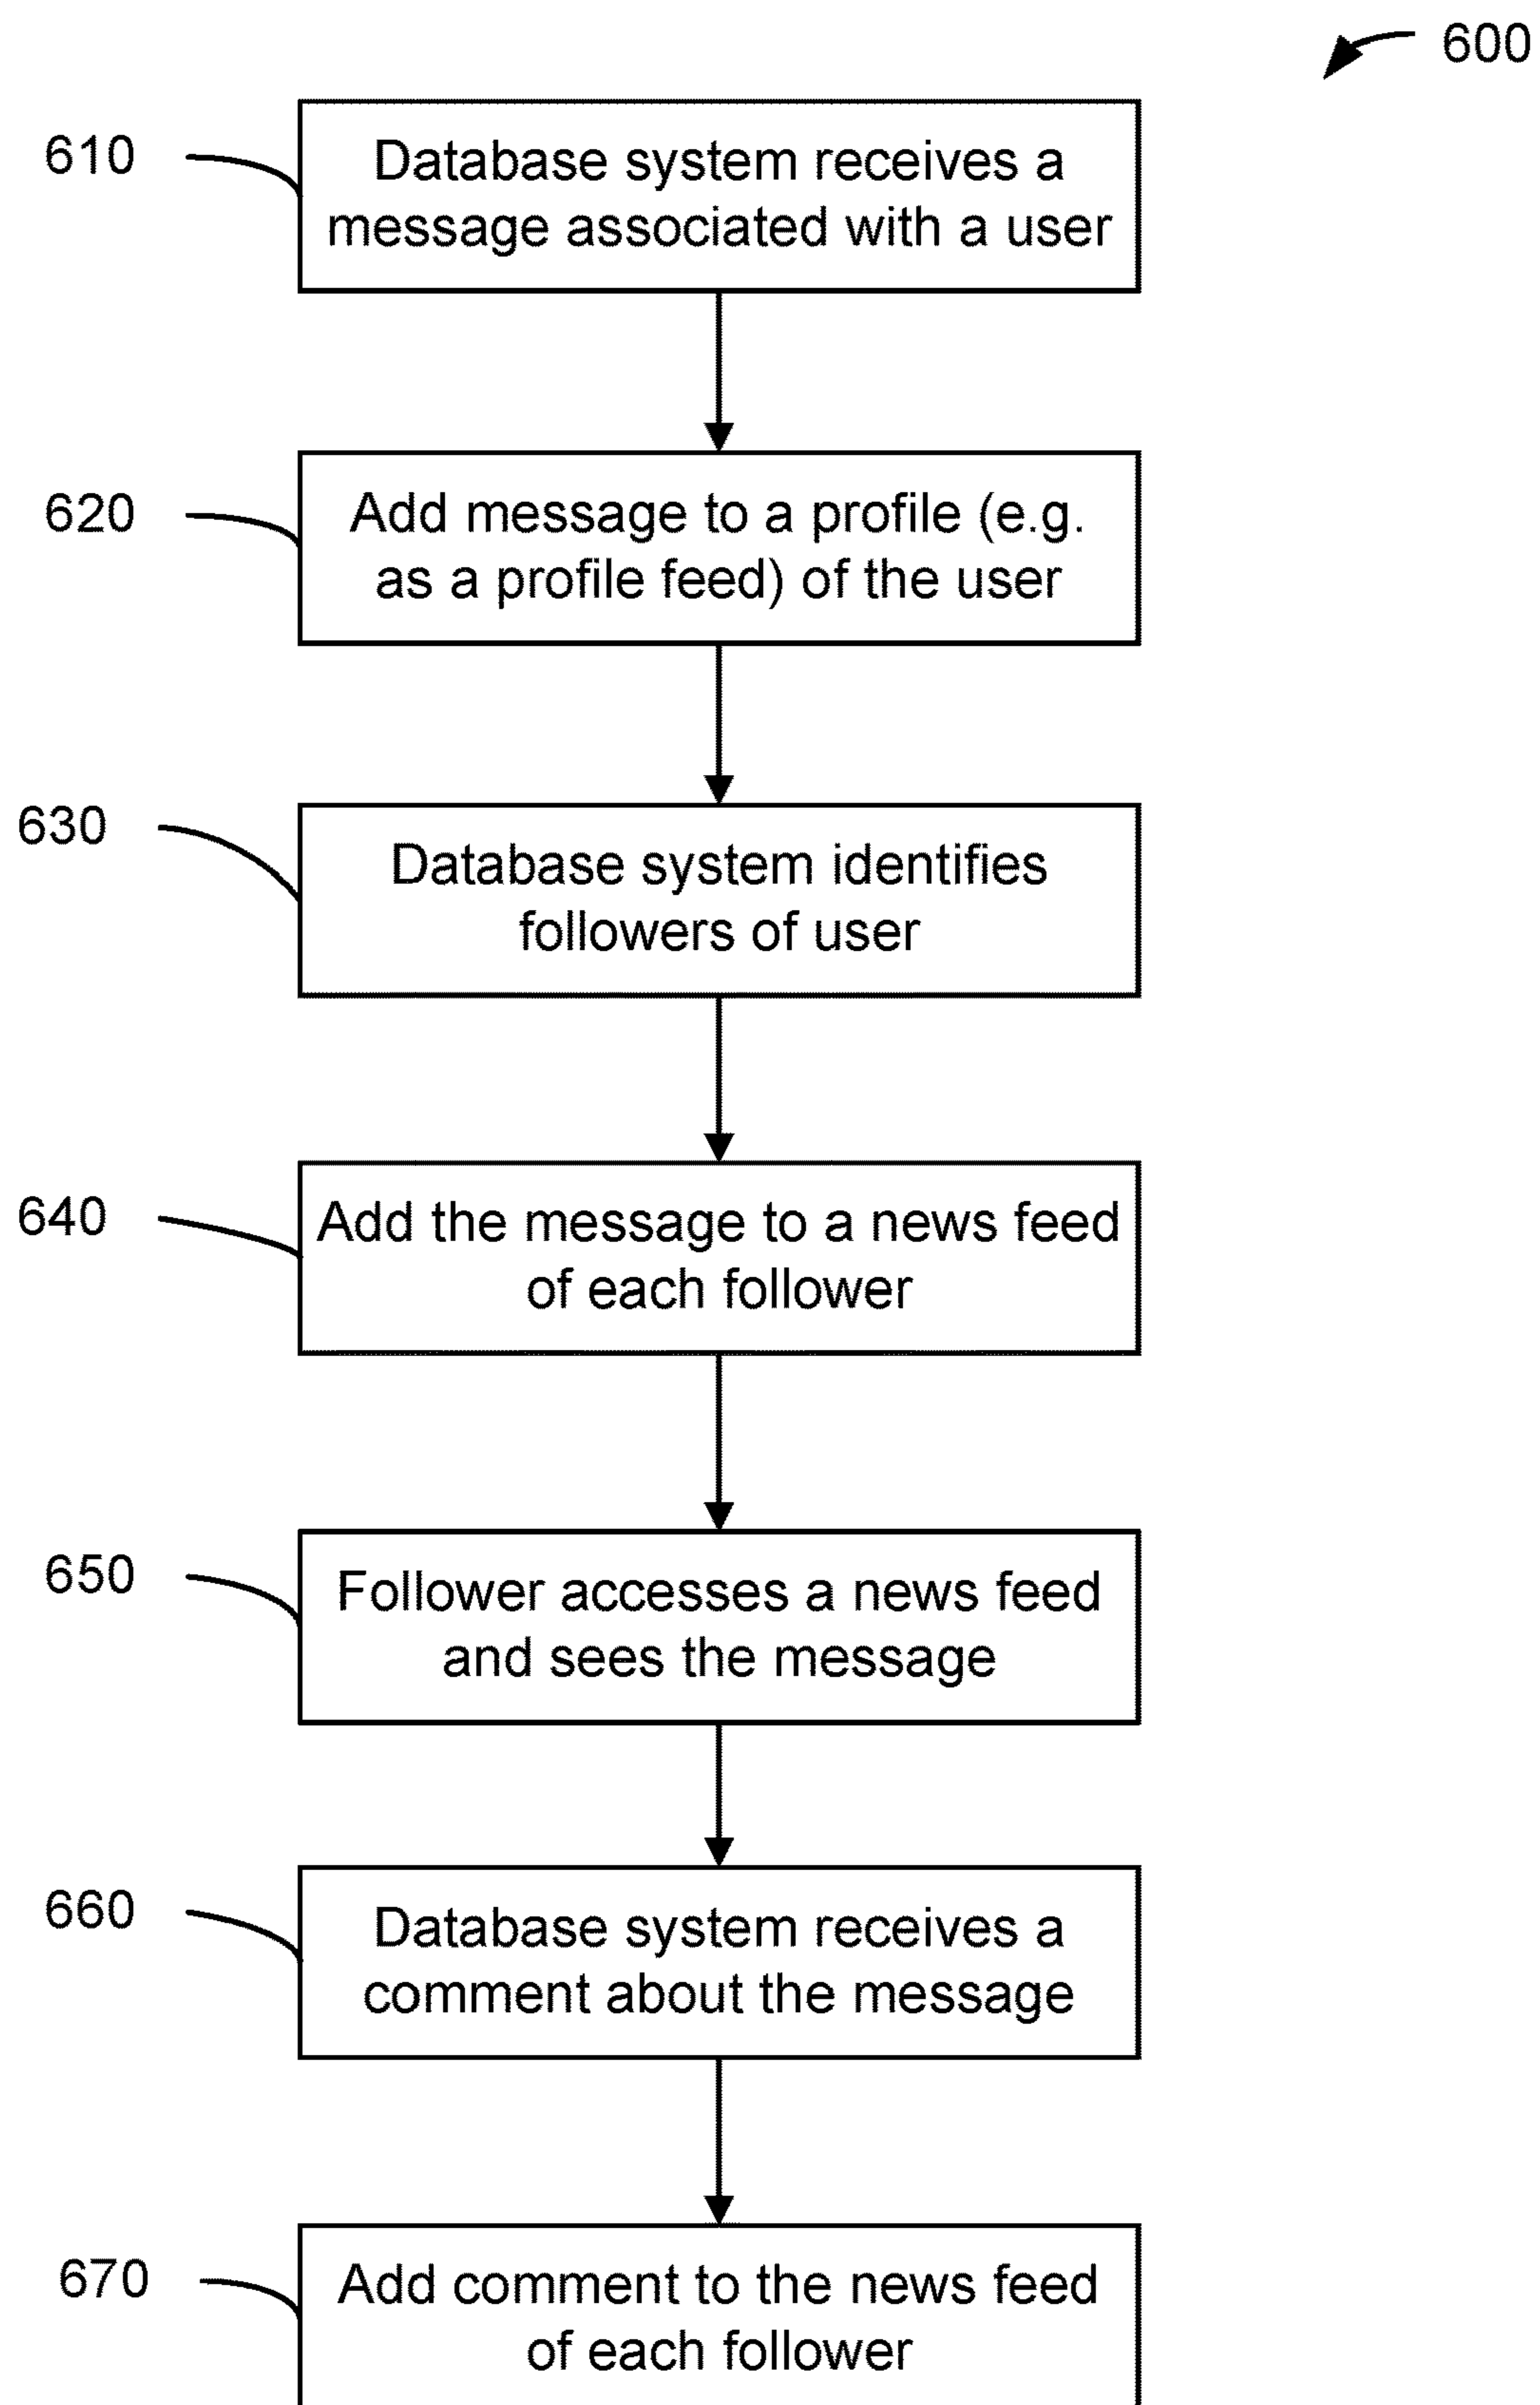 600
610
Database system receives a
message associated with a user
620
Add message to a profile (e.g.
as a profile feed) of the user
630
Database system identifies
followers of user
640
Add the message to a news feed
of each follower
650
Follower accesses a news feed
and sees the message
660
Database system receives a
comment about the message
670
Add comment to the news feed
of each follower